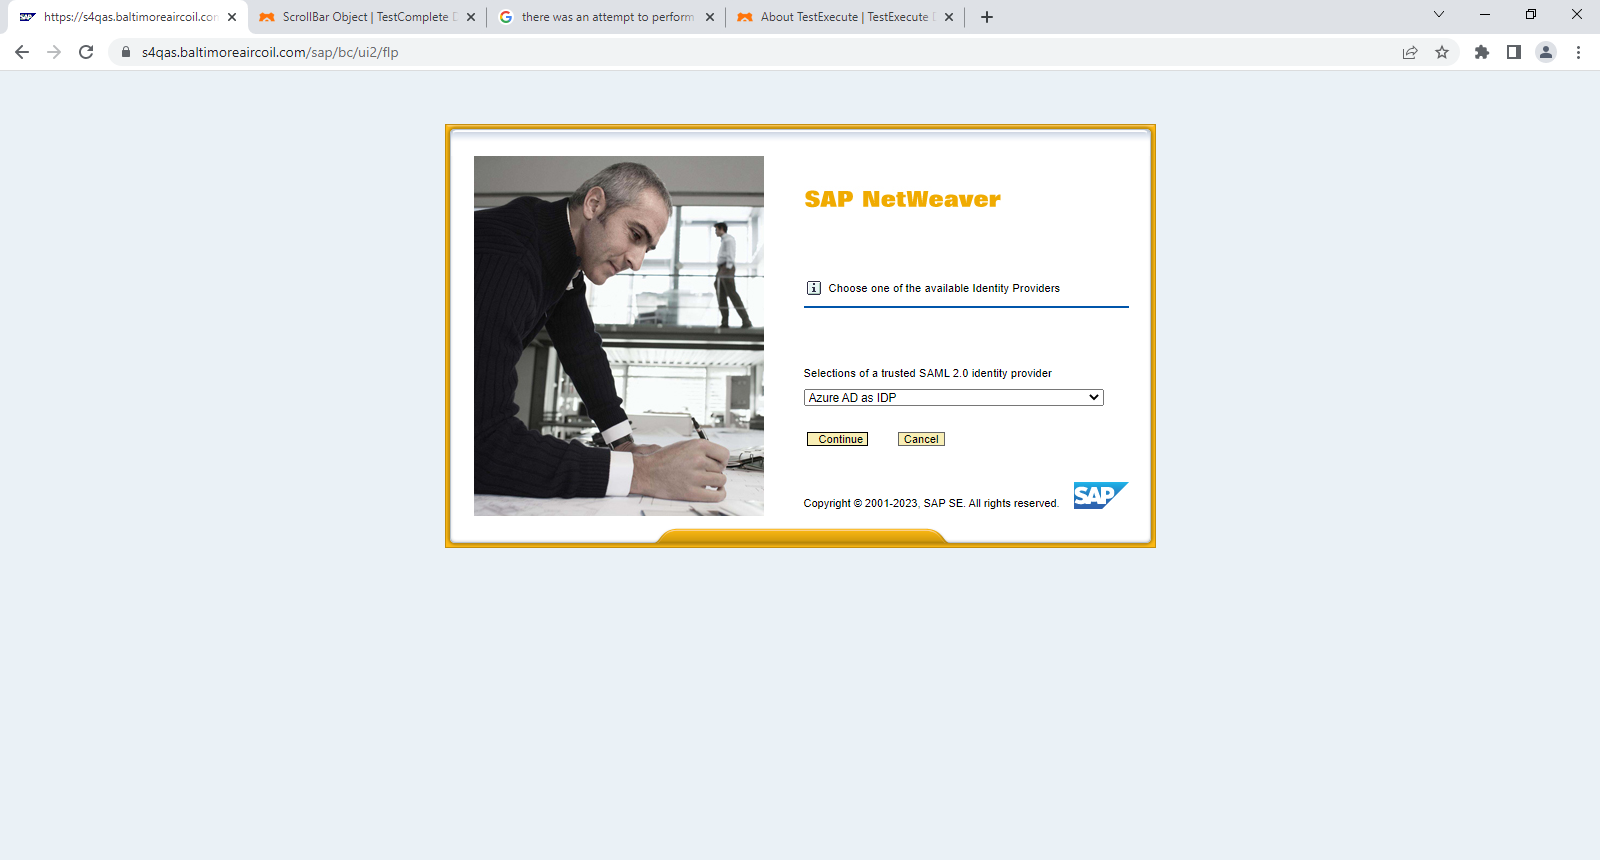 https://s4qas.baltimoreaircoil.con
ScrollBar Object | TestComplete D
there was an attempt to perform
About TestExecute | TestExecute D
s4qas.baltimoreaircoil.com/sap/bc/ui2/flp
SAP NetWeaver
Choose one of the available Identity Providers
Selections of a trusted SAML 2.0 identity provider
Azure AD as IDP
Continue
Cancel
Copyright © 2001-2023, SAP SE. All rights reserved.
SAP